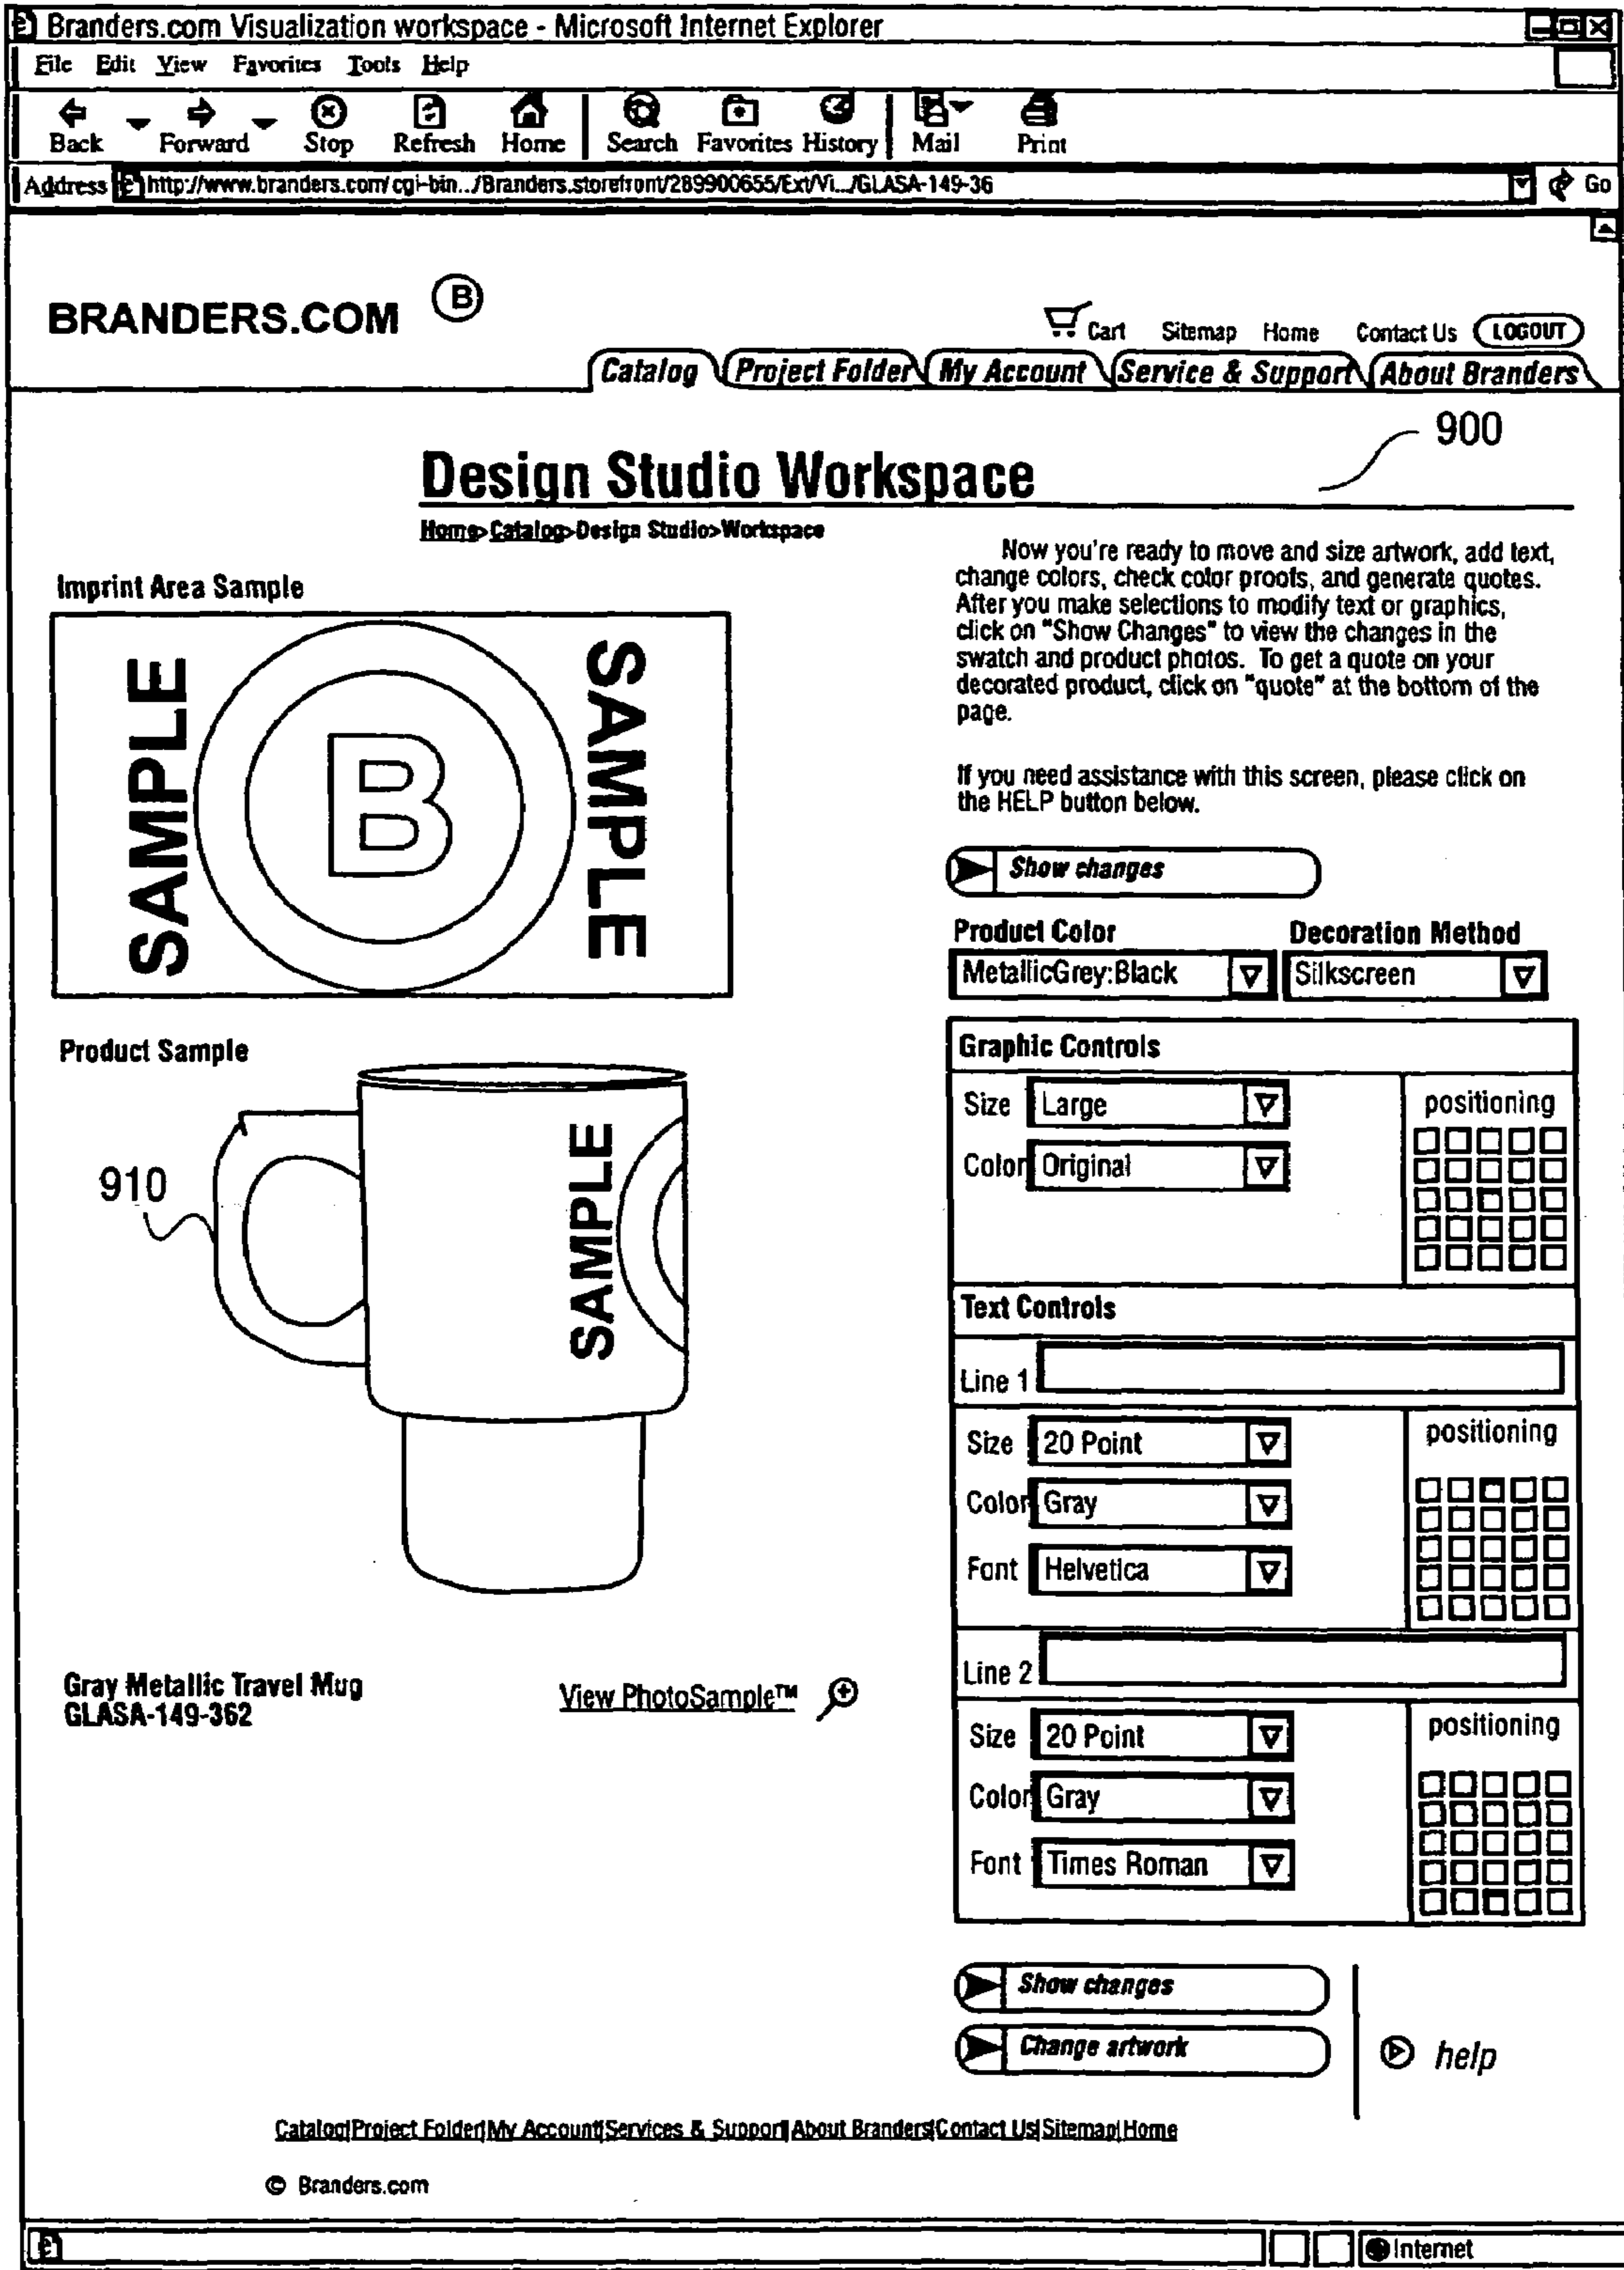 Branders.com Visualization workspace - Microsoft Internet Explorer
File Edit View Favorites Tools Help
Back Forward Stop Refresh Home Search Favorites History Mail Print
Address http://www.branders.com/cgi-bin../Branders.storefront/289900655/Ext/Vi.../GLASA-149-36 Go
BRANDERS.COM B
Cart Sitemap Home Contact Us LOGOUT
Catalog Project Folder My Account Service & Support About Branders
900
Design Studio Workspace
Home>Catalog>Design Studio>Workspace
Imprint Area Sample
SAMPLE B SAMPLE
Product Sample
910
SAMPLE
Gray Metallic Travel Mug
GLASA-149-362
View PhotoSample™
Now you're ready to move and size artwork, add text,
change colors, check color proofs, and generate quotes.
After you make selections to modify text or graphics,
click on "Show Changes" to view the changes in the
swatch and product photos. To get a quote on your
decorated product, click on "quote" at the bottom of the
page.
If you need assistance with this screen, please click on
the HELP button below.
Show changes
Product Color Decoration Method
MetallicGrey:Black Silkscreen
Graphic Controls
Size Large positioning
Color Original
Text Controls
Line 1
Size 20 Point positioning
Color Gray
Font Helvetica
Line 2
Size 20 Point positioning
Color Gray
Font Times Roman
Show changes
Change artwork
help
Catalog|Project Folder|My Account|Services & Support|About Branders|Contact Us|Sitemap|Home
© Branders.com
Internet